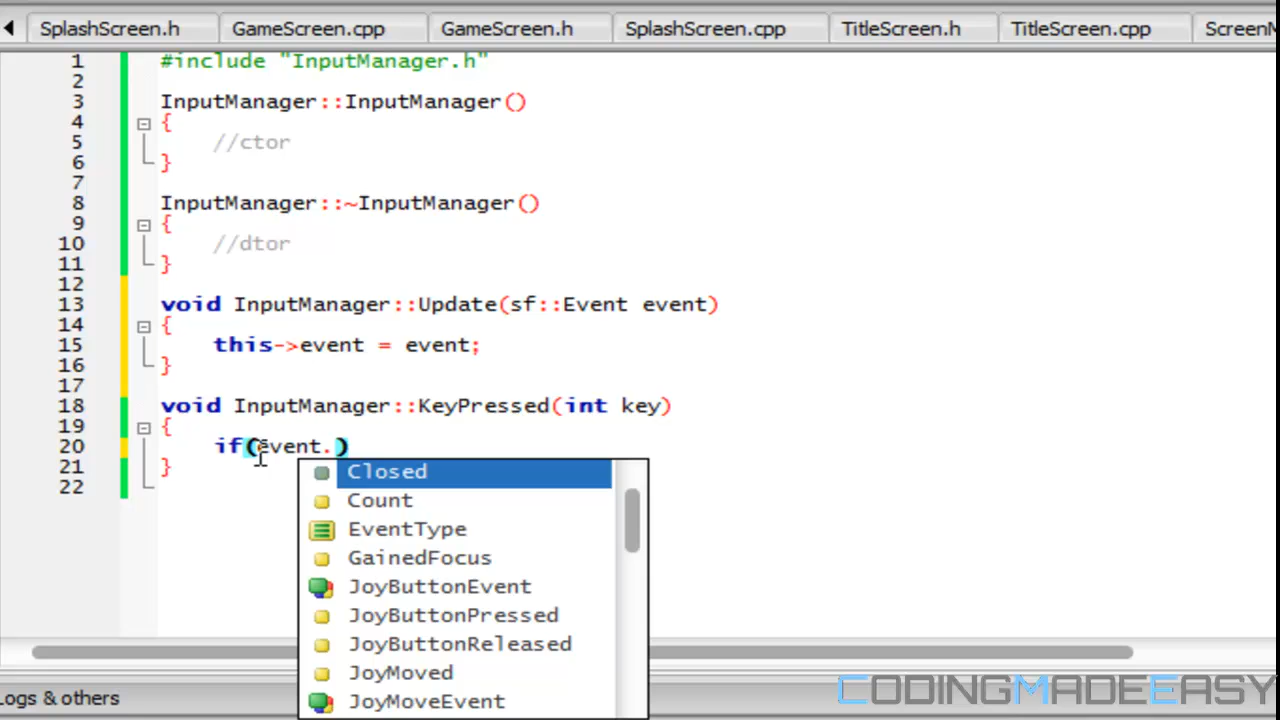 SplashScreen.h GameScreen.cpp GameScreen.h SplashScreen.cpp TitleScreen.h TitleScreen.cpp ScreenM
1 #include "InputManager.h"
2
3 InputManager::InputManager()
4 {
5 //ctor
6 }
7
8 InputManager::~InputManager()
9 {
10 //dtor
11 }
12
13 void InputManager::Update(sf::Event event)
14 {
15 this->event = event;
16 }
17
18 void InputManager::KeyPressed(int key)
19 {
20 if(event.)
21 }
22
Closed
Count
EventType
GainedFocus
JoyButtonEvent
JoyButtonPressed
JoyButtonReleased
JoyMoved
JoyMoveEvent
Logs & others
CODINGMADEEASY